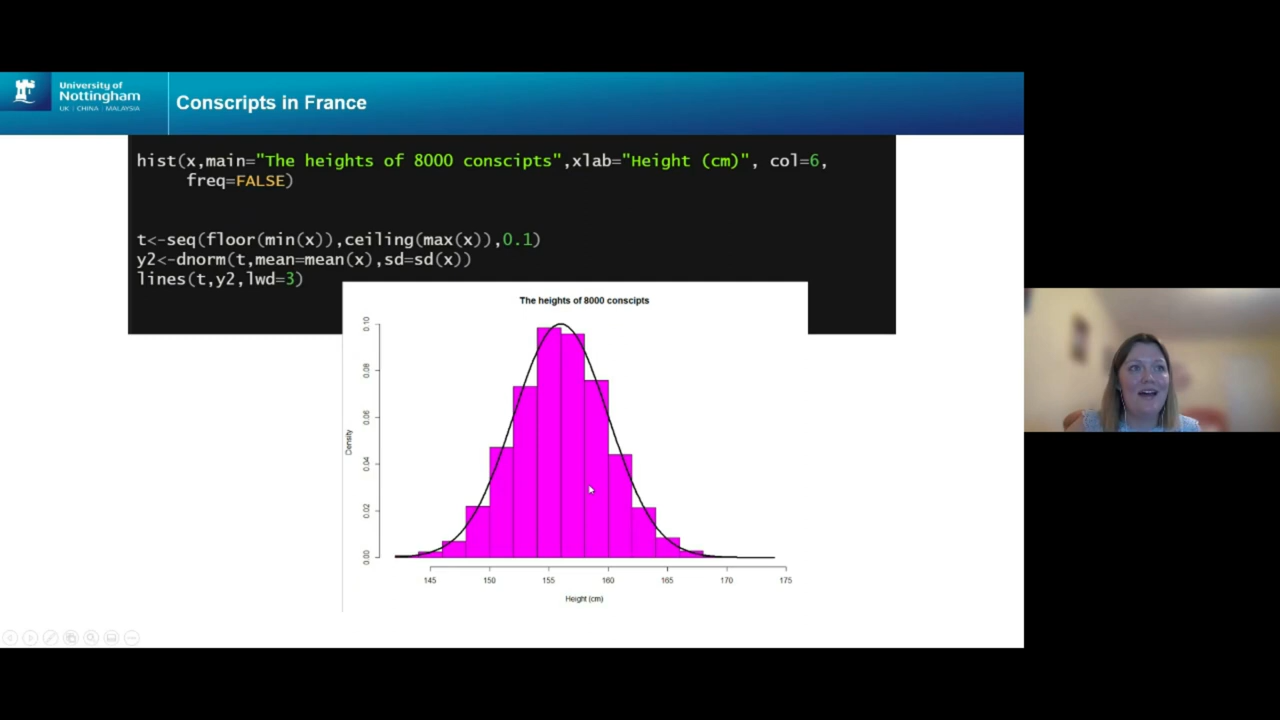 University of
Nottingham
UK | CHINA | MALAYSIA
Conscripts in France
hist(x,main="The heights of 8000 conscipts",xlab="Height (cm)", col=6,
freq=FALSE)
t<-seq(floor(min(x)),ceiling(max(x)),0.1)
y2<-dnorm(t,mean=mean(x),sd=sd(x))
lines(t,y2,lwd=3)
The heights of 8000 conscipts
0.10
0.08
0.06
Density
0.04
0.02
0.00
145 150 155 160 165 170 175
Height (cm)